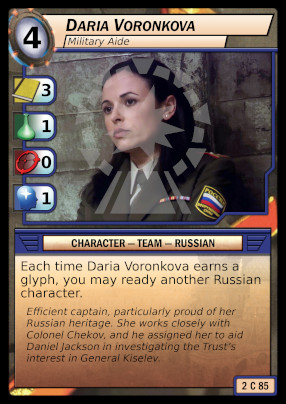 4
DARIA VORONKOVA
Military Aide
3
1
0
1
РОССИЯ
CHARACTER – TEAM – RUSSIAN
Each time Daria Voronkova earns a
glyph, you may ready another Russian
character.
Efficient captain, particularly proud of her
Russian heritage. She works closely with
Colonel Chekov, and he assigned her to aid
Daniel Jackson in investigating the Trust's
interest in General Kiselev.
2 C 85